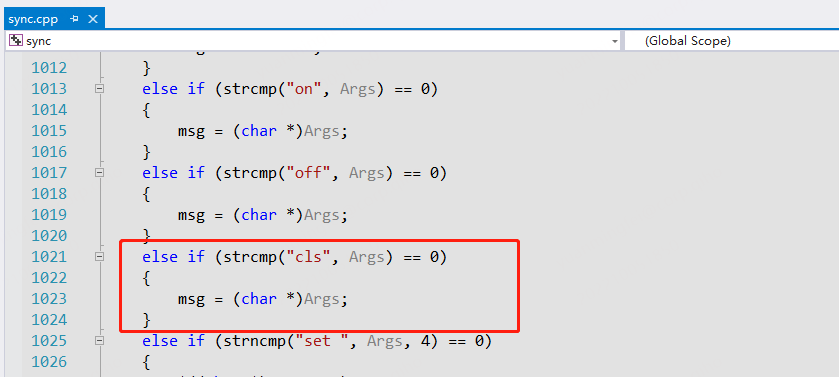 sync.cpp
sync
(Global Scope)
1012 }
1013 else if (strcmp("on", Args) == 0)
1014 {
1015 msg = (char *)Args;
1016 }
1017 else if (strcmp("off", Args) == 0)
1018 {
1019 msg = (char *)Args;
1020 }
1021 else if (strcmp("cls", Args) == 0)
1022 {
1023 msg = (char *)Args;
1024 }
1025 else if (strncmp("set ", Args, 4) == 0)
1026 {